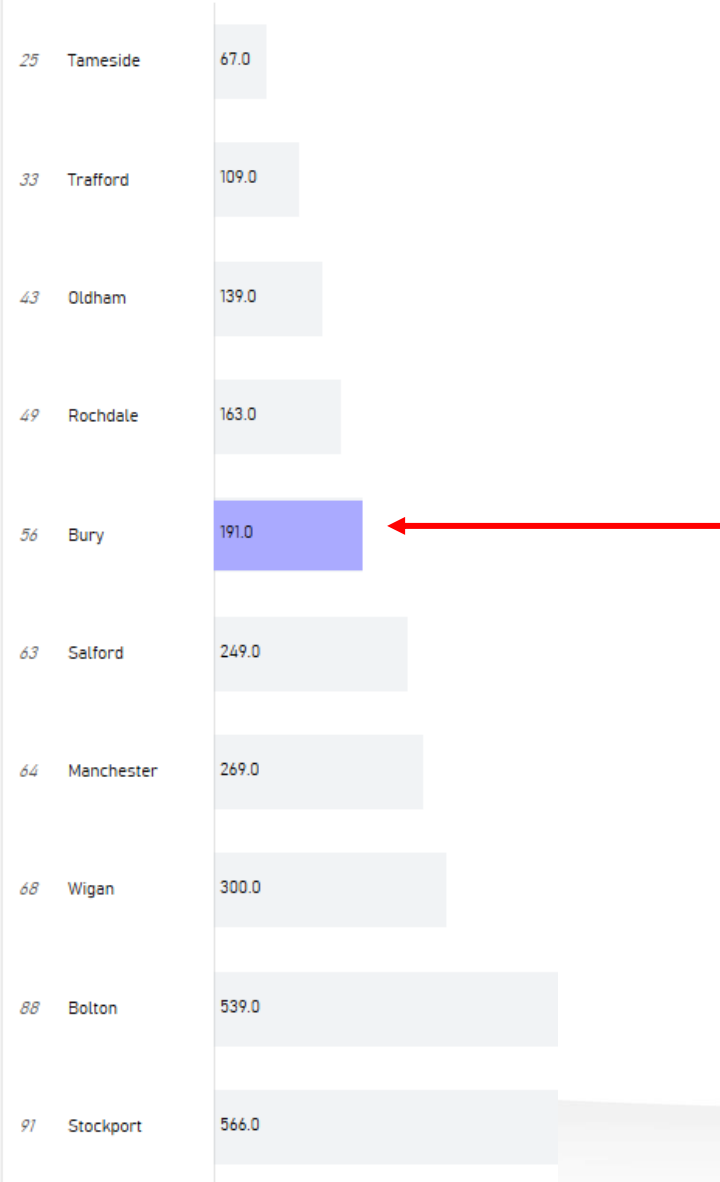 25 Tameside 67.0
33 Trafford 109.0
43 Oldham 139.0
49 Rochdale 163.0
56 Bury 191.0
63 Salford 249.0
64 Manchester 269.0
68 Wigan 300.0
88 Bolton 539.0
91 Stockport 566.0